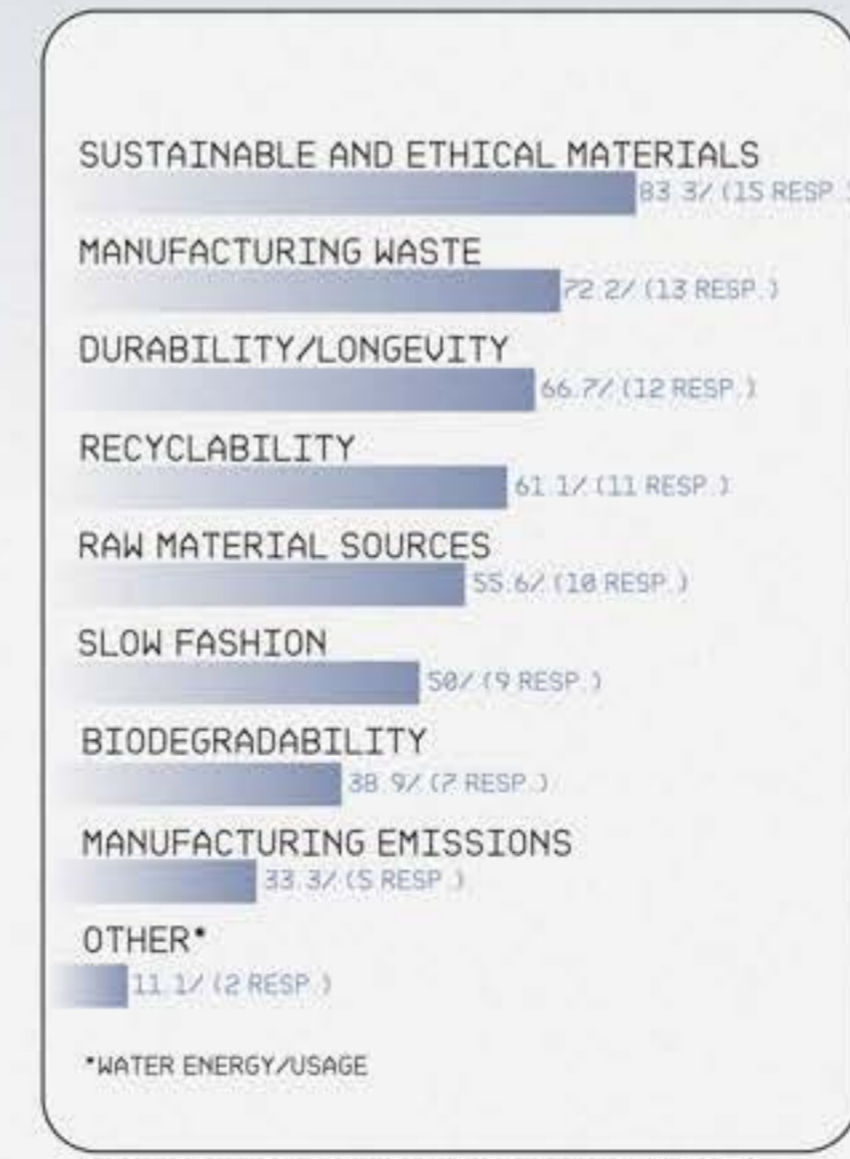 SUSTAINABLE AND ETHICAL MATERIALS
83.3% (15 RESP.)
MANUFACTURING WASTE
72.2% (13 RESP.)
DURABILITY/LONGEVITY
66.7% (12 RESP.)
RECYCLABILITY
61.1% (11 RESP.)
RAW MATERIAL SOURCES
55.6% (10 RESP.)
SLOW FASHION
50% (9 RESP.)
BIODEGRADABILITY
38.9% (7 RESP.)
MANUFACTURING EMISSIONS
33.3% (5 RESP.)
OTHER*
11.1% (2 RESP.)
*WATER ENERGY/USAGE